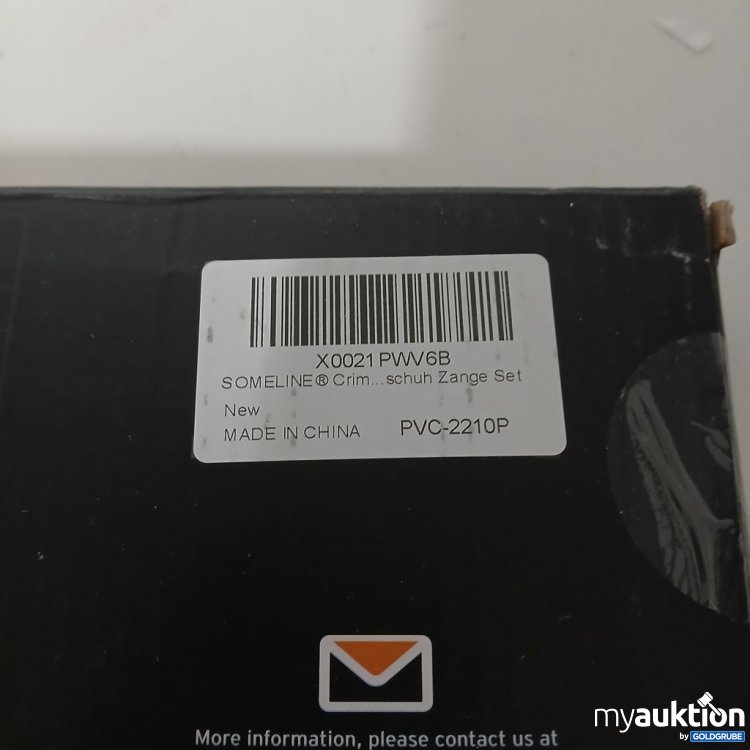 X0021PWV6B
SOMELINE® Crim...schuh Zange Set
New
MADE IN CHINA PVC-2210P
More information, please contact us at
myauktion
by GOLDGRUBE